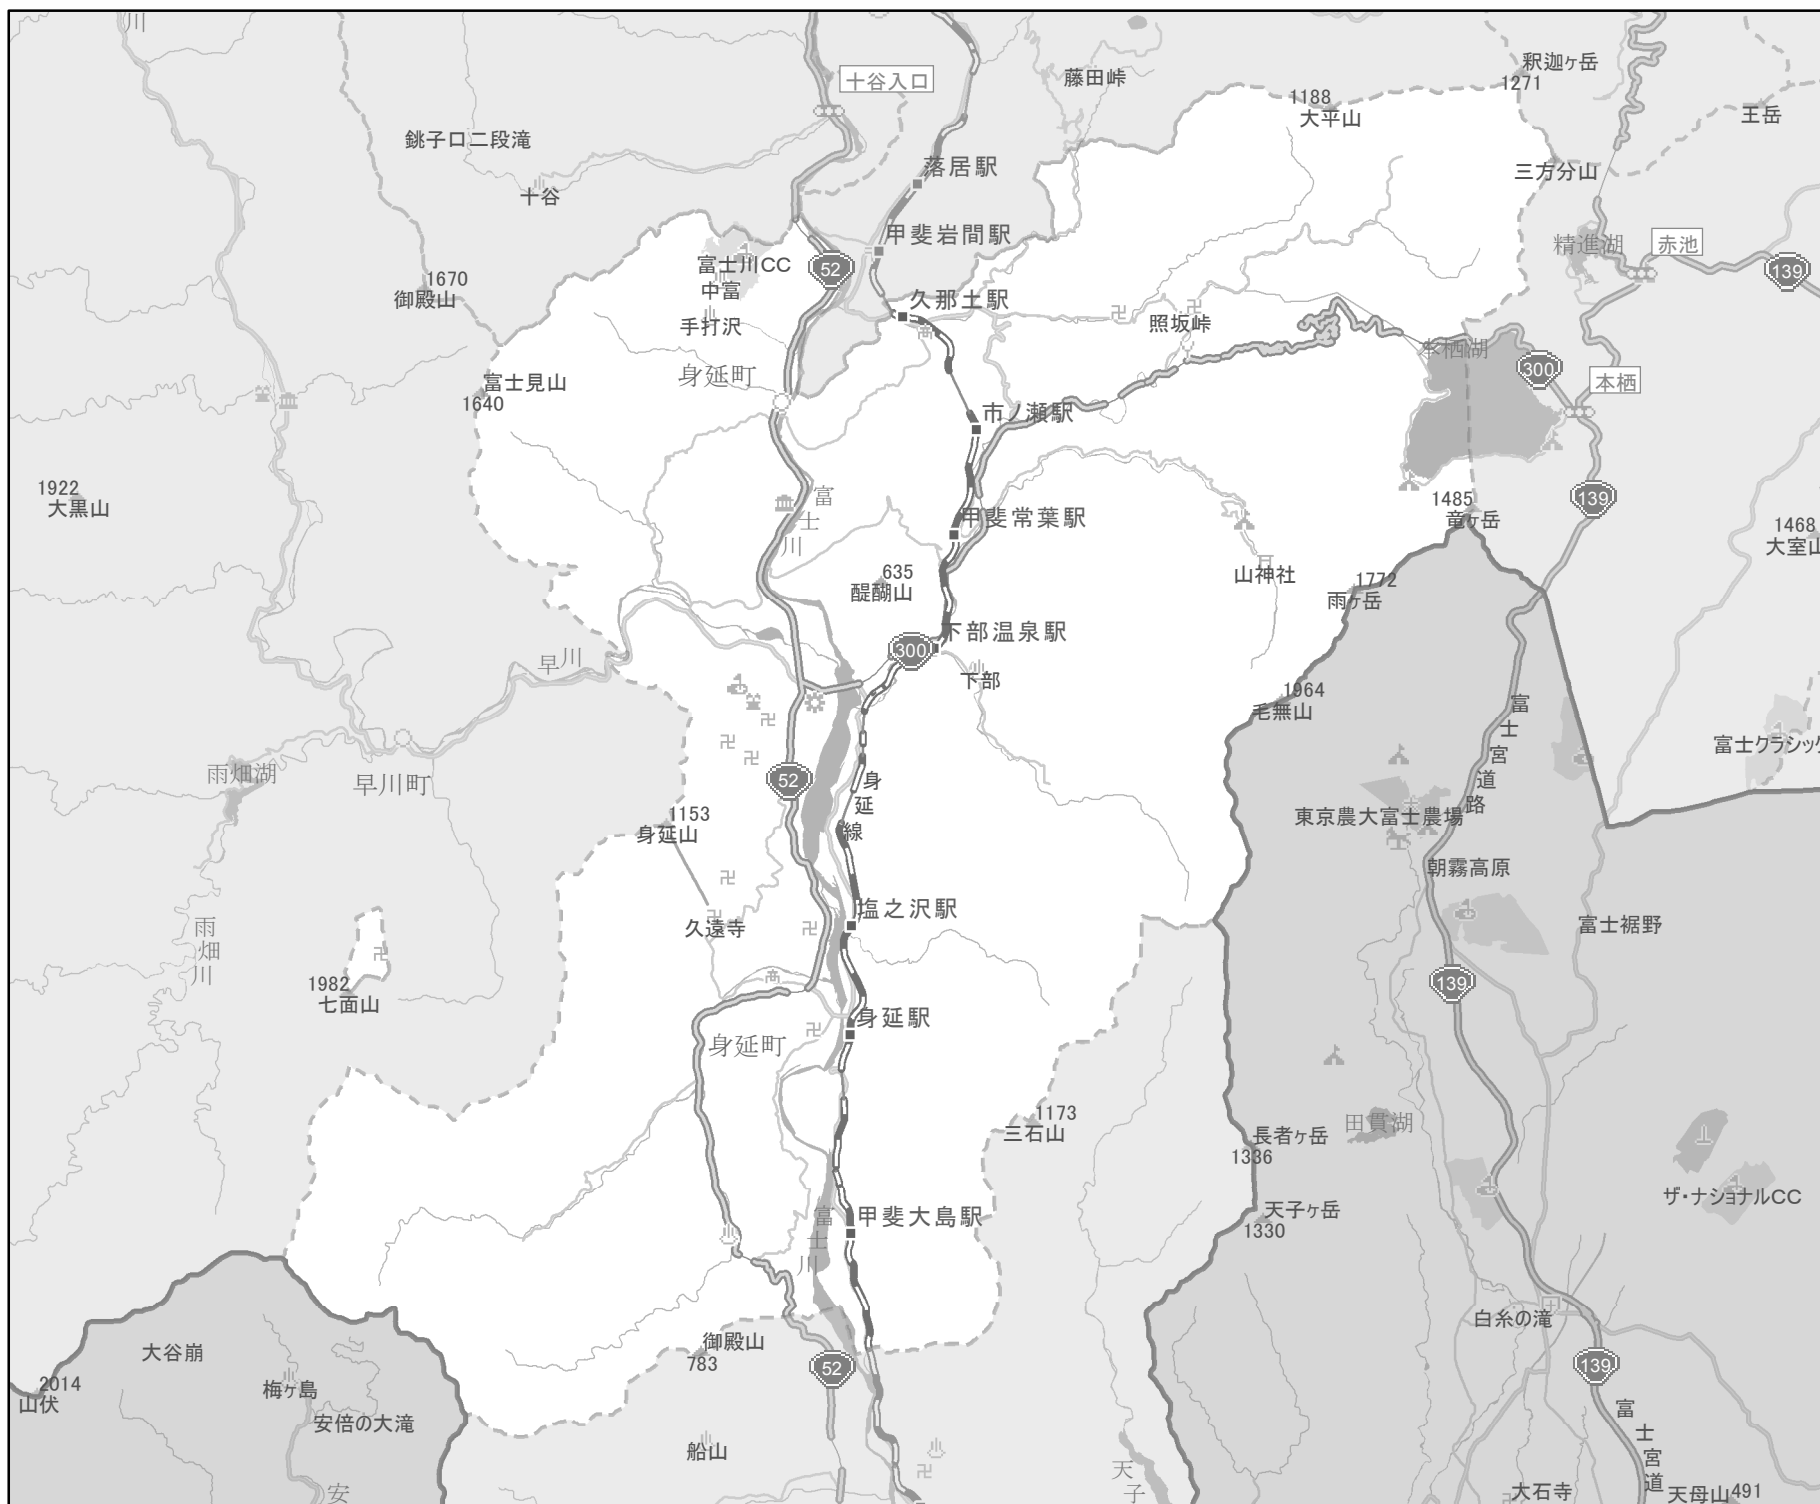 川
十谷入口
藤田峠
釈迦ヶ岳
1271
1188
大平山
王岳
銚子口二段滝
落居駅
三方分山
十谷
甲斐岩間駅
精進湖
赤池
富士川CC
52
139
中富
1670
御殿山
久那土駅
手打沢
照坂峠
本栖湖
身延町
300
本栖
富士見山
1640
市ノ瀬駅
1922
大黒山
富士川
139
1485
竜ヶ岳
甲斐常葉駅
1468
大室山
635
醍醐山
山神社
1772
雨ヶ岳
下部温泉駅
300
早川
下部
1964
毛無山
富士宮道路
富士クラシック
雨畑湖
早川町
52
身延線
東京農大富士農場
1153
身延山
朝霧高原
久遠寺
塩之沢駅
富士裾野
雨畑川
1982
七面山
139
身延駅
身延町
1173
三石山
田貫湖
長者ヶ岳
1336
ザ・ナショナルCC
天子ヶ岳
1330
甲斐大島駅
富士川
白糸の滝
大谷崩
御殿山
783
52
139
2014
山伏
梅ヶ島
安倍の大滝
富士宮道
船山
安
天子
大石寺
天母山491